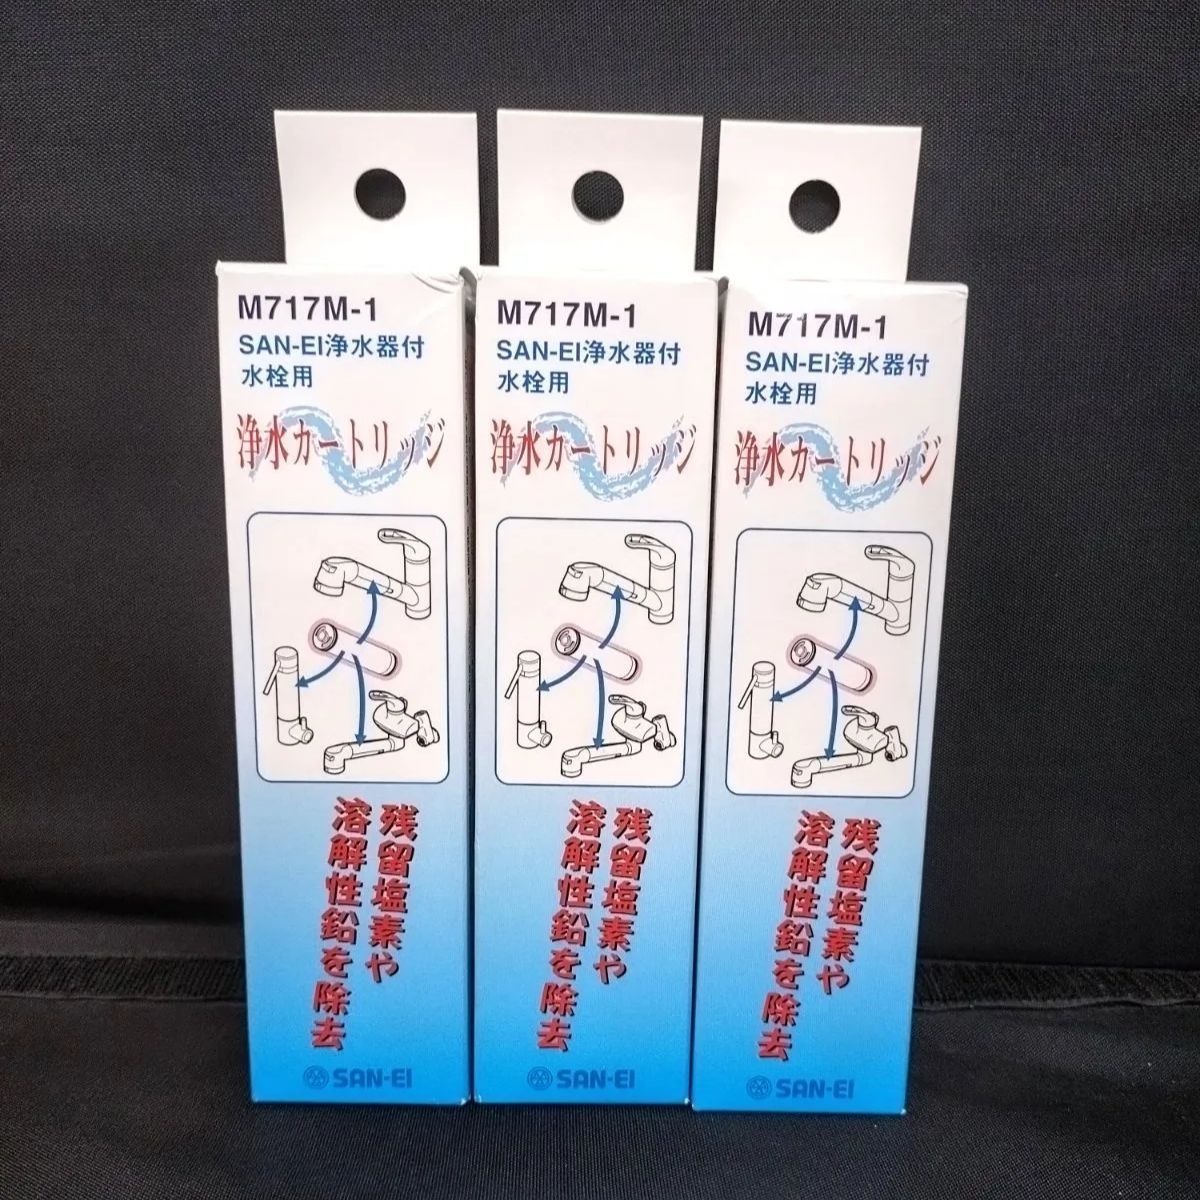 M717M-1
SAN-EI浄水器付
水栓用
浄水カートリッジ
残留塩素や
溶解性鉛を除去
SAN-EI
M717M-1
SAN-EI浄水器付
水栓用
浄水カートリッジ
残留塩素や
溶解性鉛を除去
SAN-EI
M717M-1
SAN-EI浄水器付
水栓用
浄水カートリッジ
残留塩素や
溶解性鉛を除去
SAN-EI